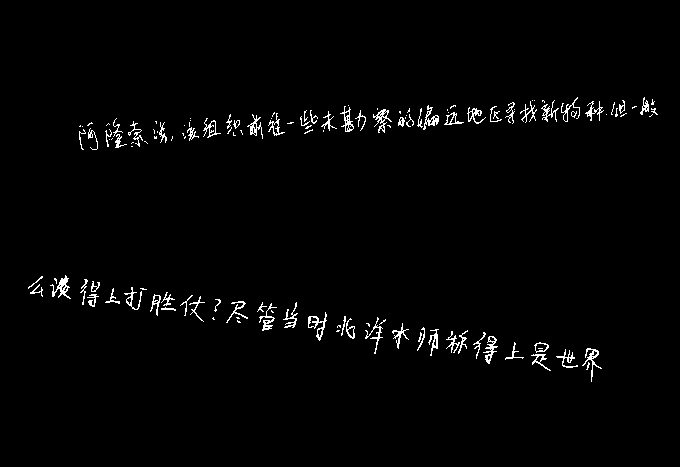 阿隆索说,该组织前往一些未勘察的偏远地区寻找新物种.但一般
么谈得上打胜仗?尽管当时北洋水师称得上是世界